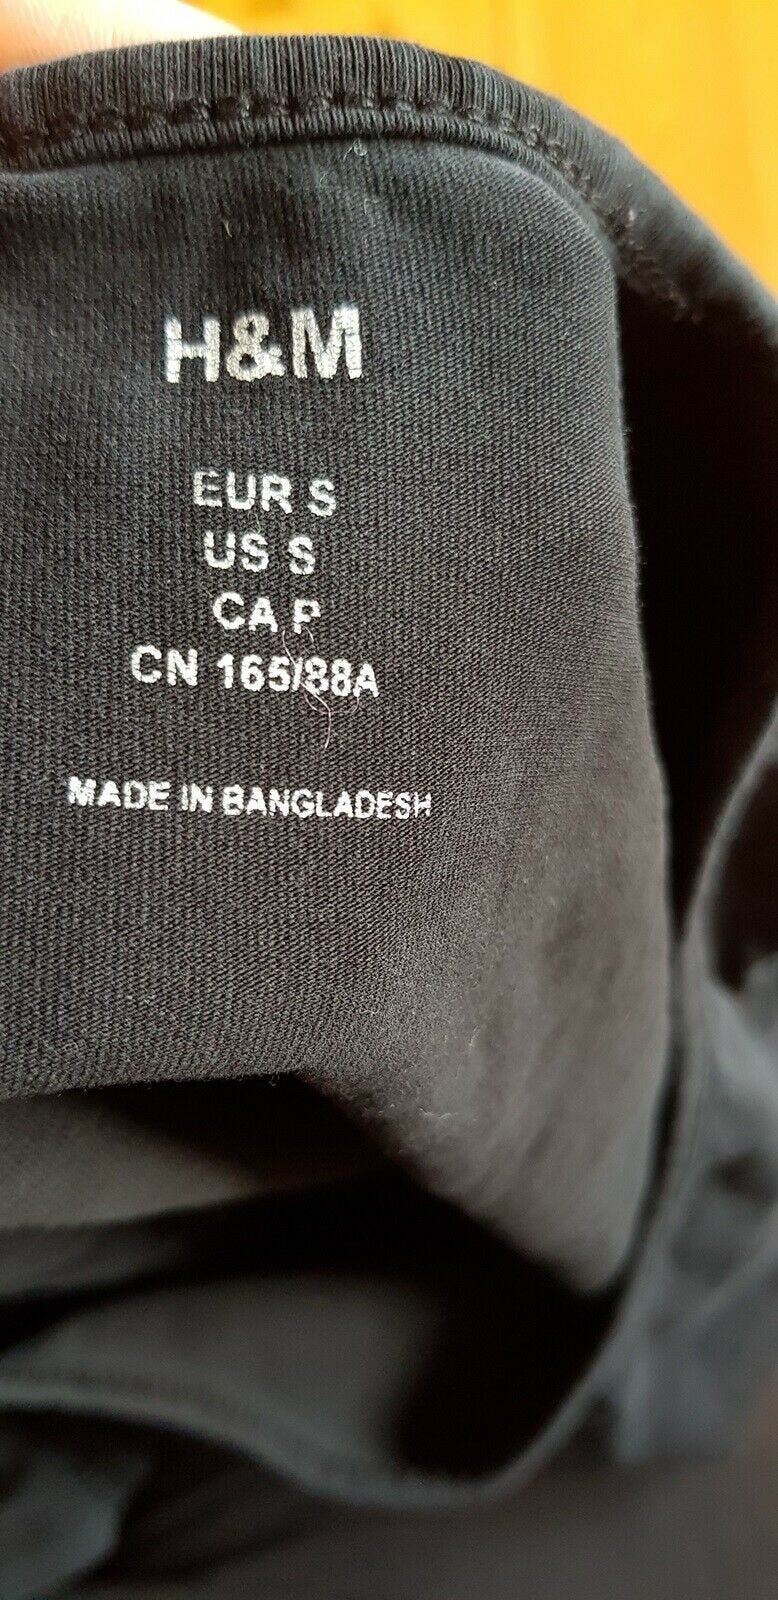 H&M
EUR S
US S
CA P
CN 165/88A
MADE IN BANGLADESH